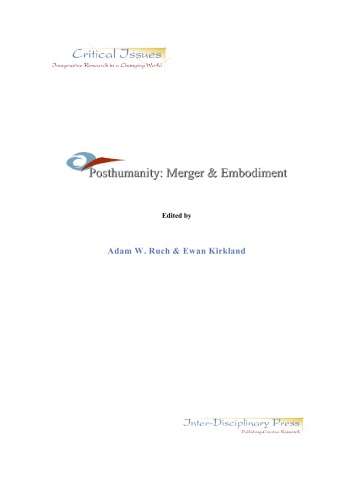 Critical Issues
Imaginative Research in a Changing World
Posthumanity: Merger & Embodiment
Edited by
Adam W. Ruch & Ewan Kirkland
Inter-Disciplinary Press
Publishing Creative Research